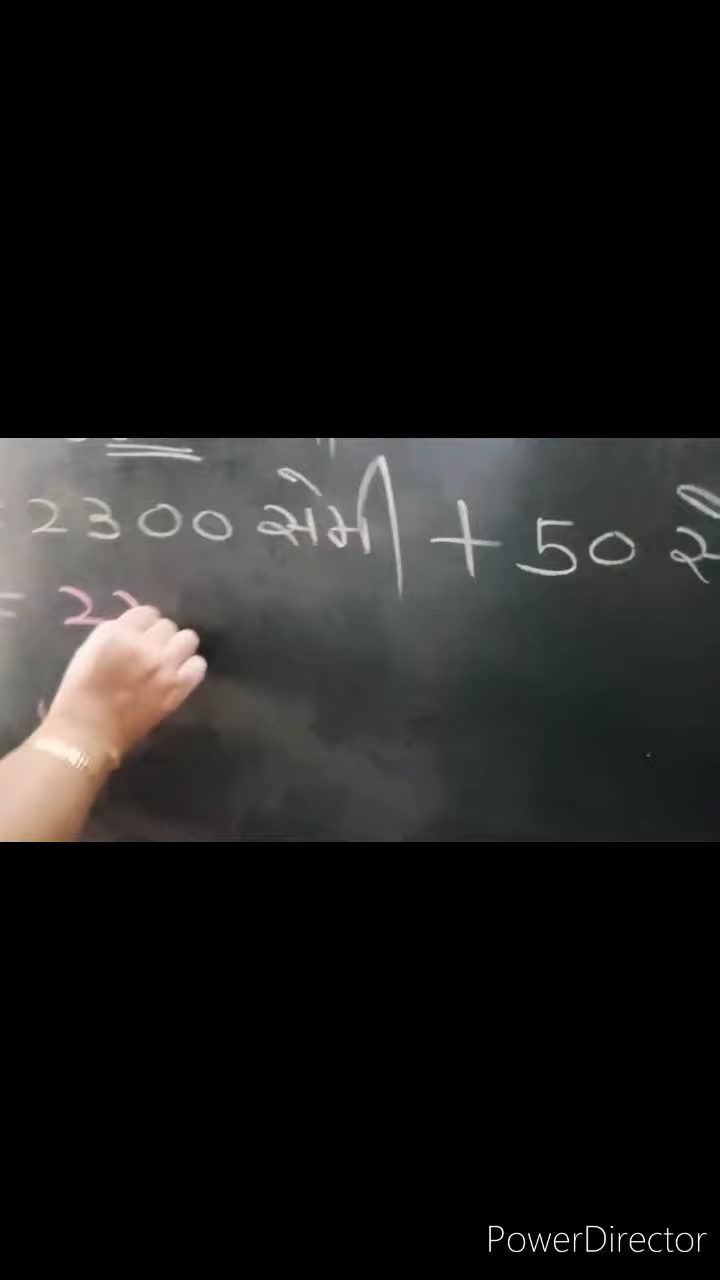 = 2300 सेमी + 50 से
= 2
PowerDirector